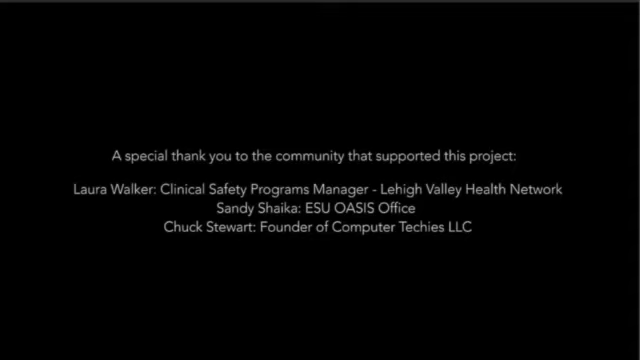 A special thank you to the community that supported this project:
Laura Walker: Clinical Safety Programs Manager - Lehigh Valley Health Network
Sandy Shaika: ESU OASIS Office
Chuck Stewart: Founder of Computer Techies LLC